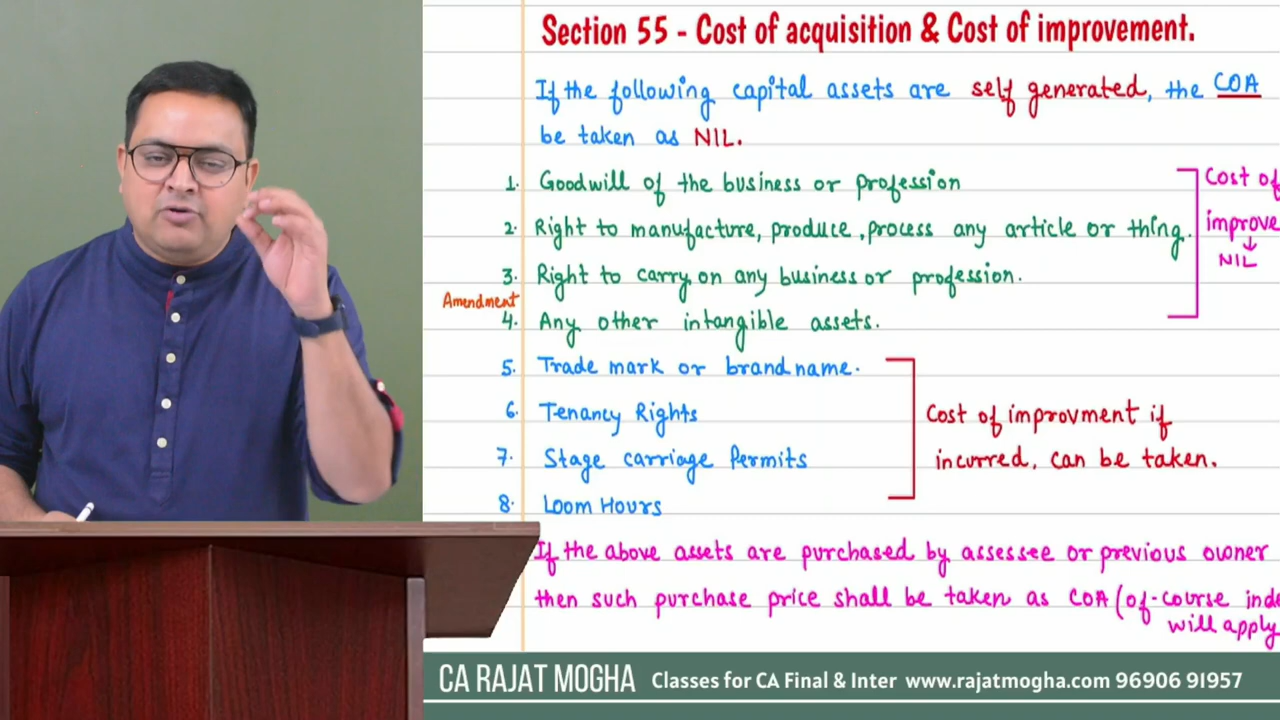 Section 55 - Cost of acquisition & Cost of improvement.
If the following capital assets are self generated, the COA
be taken as NIL.
1. Goodwill of the business or profession
2. Right to manufacture, produce, process any article or thing.
3. Right to carry on any business or profession.
Amendment
4. Any other intangible assets.
Cost of
improve
↓
NIL
5. Trade mark or brand name.
6. Tenancy Rights
7. Stage carriage Permits
8. Loom Hours
Cost of improvment if
incurred, can be taken.
If the above assets are purchased by assessee or previous owner
then such purchase price shall be taken as COA (of-course inde
will apply
CA RAJAT MOGHA Classes for CA Final & Inter www.rajatmogha.com 96906 91957